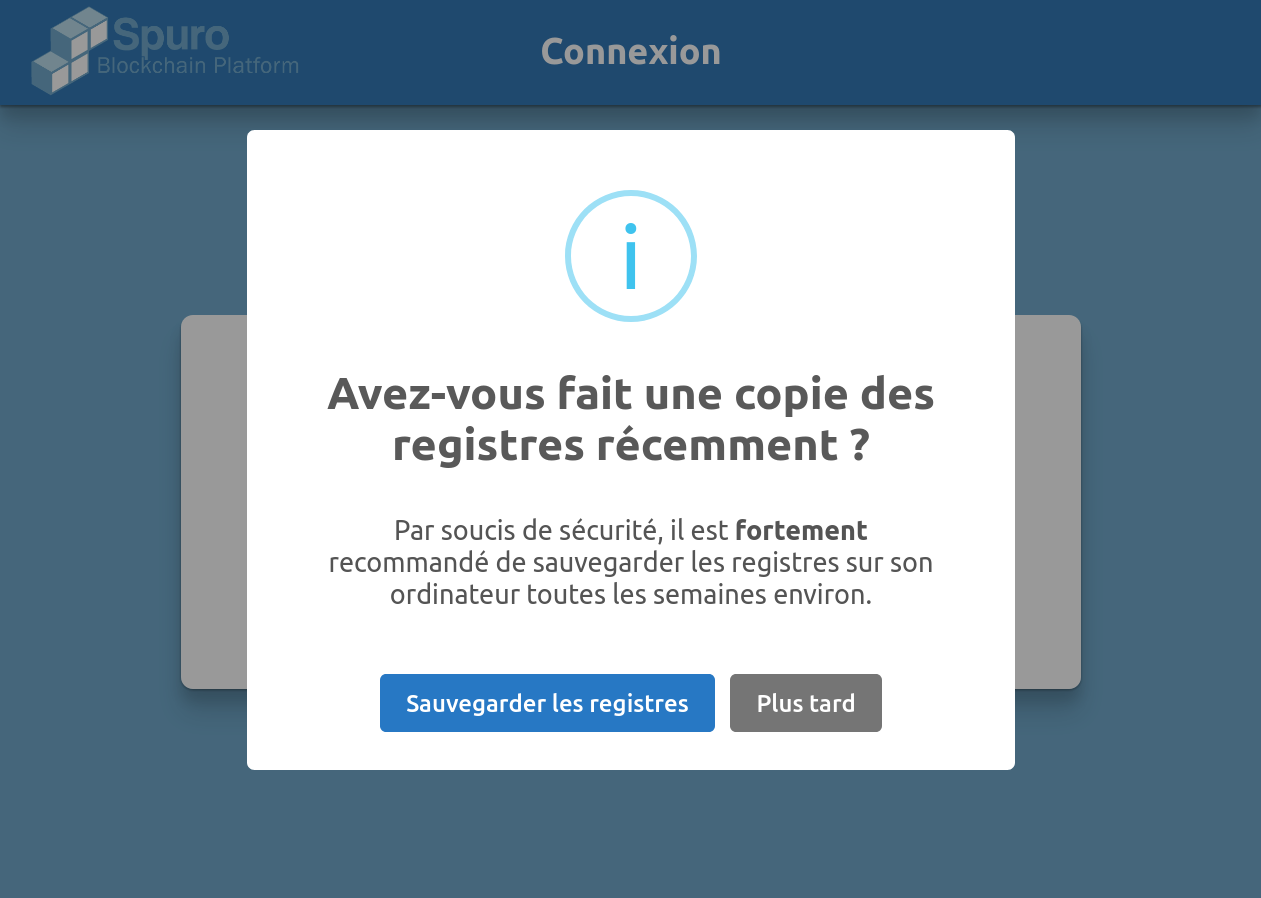 Spuro
Blockchain Platform
Connexion
Avez-vous fait une copie des
registres récemment ?
Par soucis de sécurité, il est fortement
recommandé de sauvegarder les registres sur son
ordinateur toutes les semaines environ.
Sauvegarder les registres
Plus tard